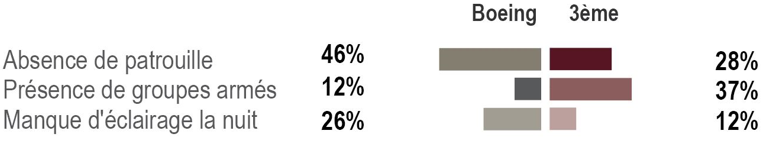 Boeing 3ème
Absence de patrouille 46% 28%
Présence de groupes armés 12% 37%
Manque d'éclairage la nuit 26% 12%